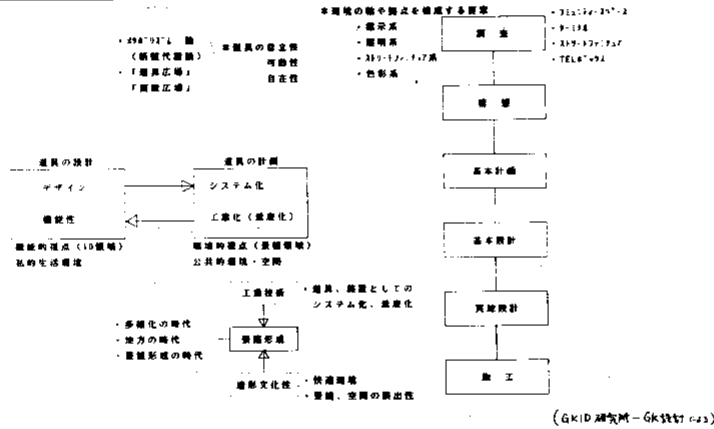 ＊環境の軸や拠点を構成する要素
・標示系
・照明系
・ストリートファニチュア系
・色彩系
・コミュニティースペース
・ターミナル
・ストリートファニチュア
・TELボックス
・メタボリズム 論
（新陳代謝論）
・「道具広場」
「装置広場」
＊道具の自立性
可動性
自在性
調 査
構 想
基本計画
基本設計
実施設計
施 工
道具の設計
デザイン
機能性
機能的視点（ID領域）
私的生活環境
道具の計画
システム化
工業化（量産化）
環境的視点（景観領域）
公共的環境・空間
工業技術
・道具、装置としての
システム化、量産化
・多様化の時代
・地方の時代
・景観形成の時代
景観形成
造形文化性
・快適環境
・景観、空間の演出性
（GKID研究所－GK設計による）